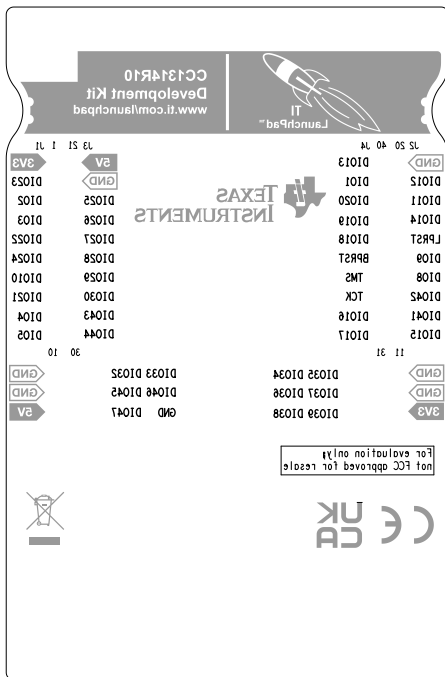 TI
LaunchPad™
CC1314R10
Development Kit
www.ti.com/launchpad
J2 20 40 J4 J3 21 1 J1
GND DIO13 5V 3V3
DIO12 DIO1 GND DIO23
DIO11 DIO20 DIO25 DIO2
DIO14 DIO19 DIO26 DIO3
LPRST DIO18 DIO27 DIO22
DIO9 BPRST DIO28 DIO24
DIO8 TMS DIO29 DIO10
DIO42 TCK DIO30 DIO21
DIO41 DIO16 DIO43 DIO4
DIO15 DIO17 DIO44 DIO5
TEXAS
INSTRUMENTS
11 31 30 10
GND DIO35 DIO34 DIO33 DIO32 GND
GND DIO37 DIO36 DIO46 DIO45 GND
3V3 DIO39 DIO38 GND DIO47 5V
For evaluation only;
not FCC approved for resale
CE
UK
CA